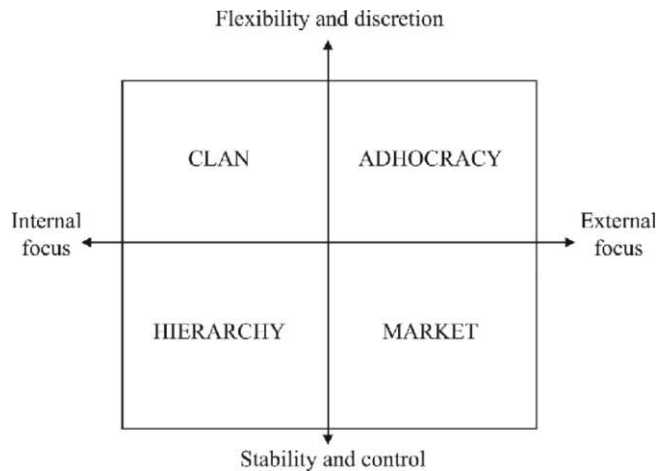 Flexibility and discretion
CLAN
ADHOCRACY
Internal
focus
External
focus
HIERARCHY
MARKET
Stability and control